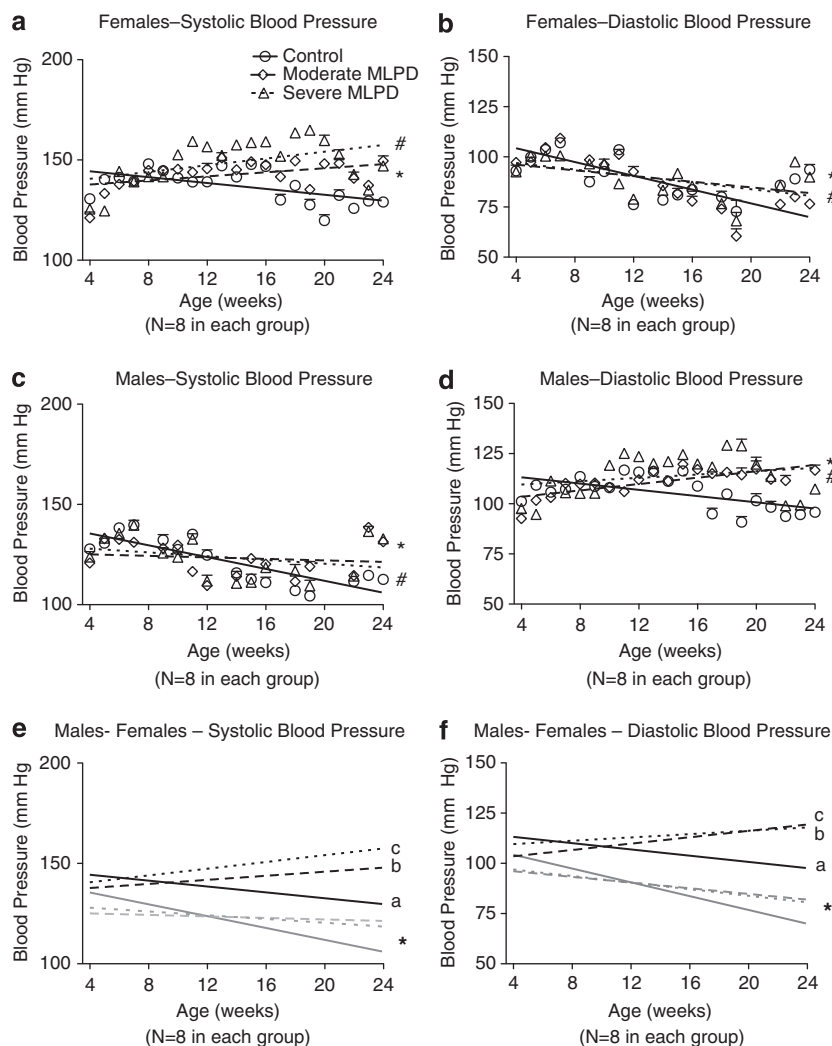 a Females–Systolic Blood Pressure
200
150
100
Blood Pressure (mm Hg)
Control
Moderate MLPD
Severe MLPD
#
*
4 8 12 16 20 24
Age (weeks)
(N=8 in each group)
b Females–Diastolic Blood Pressure
150
125
100
75
50
Blood Pressure (mm Hg)
*
#
4 8 12 16 20 24
Age (weeks)
(N=8 in each group)
c Males–Systolic Blood Pressure
200
150
100
Blood Pressure (mm Hg)
*
#
4 8 12 16 20 24
Age (weeks)
(N=8 in each group)
d Males–Diastolic Blood Pressure
150
125
100
75
50
Blood Pressure (mm Hg)
*
#
4 8 12 16 20 24
Age (weeks)
(N=8 in each group)
e Males- Females – Systolic Blood Pressure
200
150
100
Blood Pressure (mm Hg)
c
b
a
*
4 8 12 16 20 24
Age (weeks)
(N=8 in each group)
f Males- Females – Diastolic Blood Pressure
150
125
100
75
50
Blood Pressure (mm Hg)
c
b
a
*
4 8 12 16 20 24
Age (weeks)
(N=8 in each group)